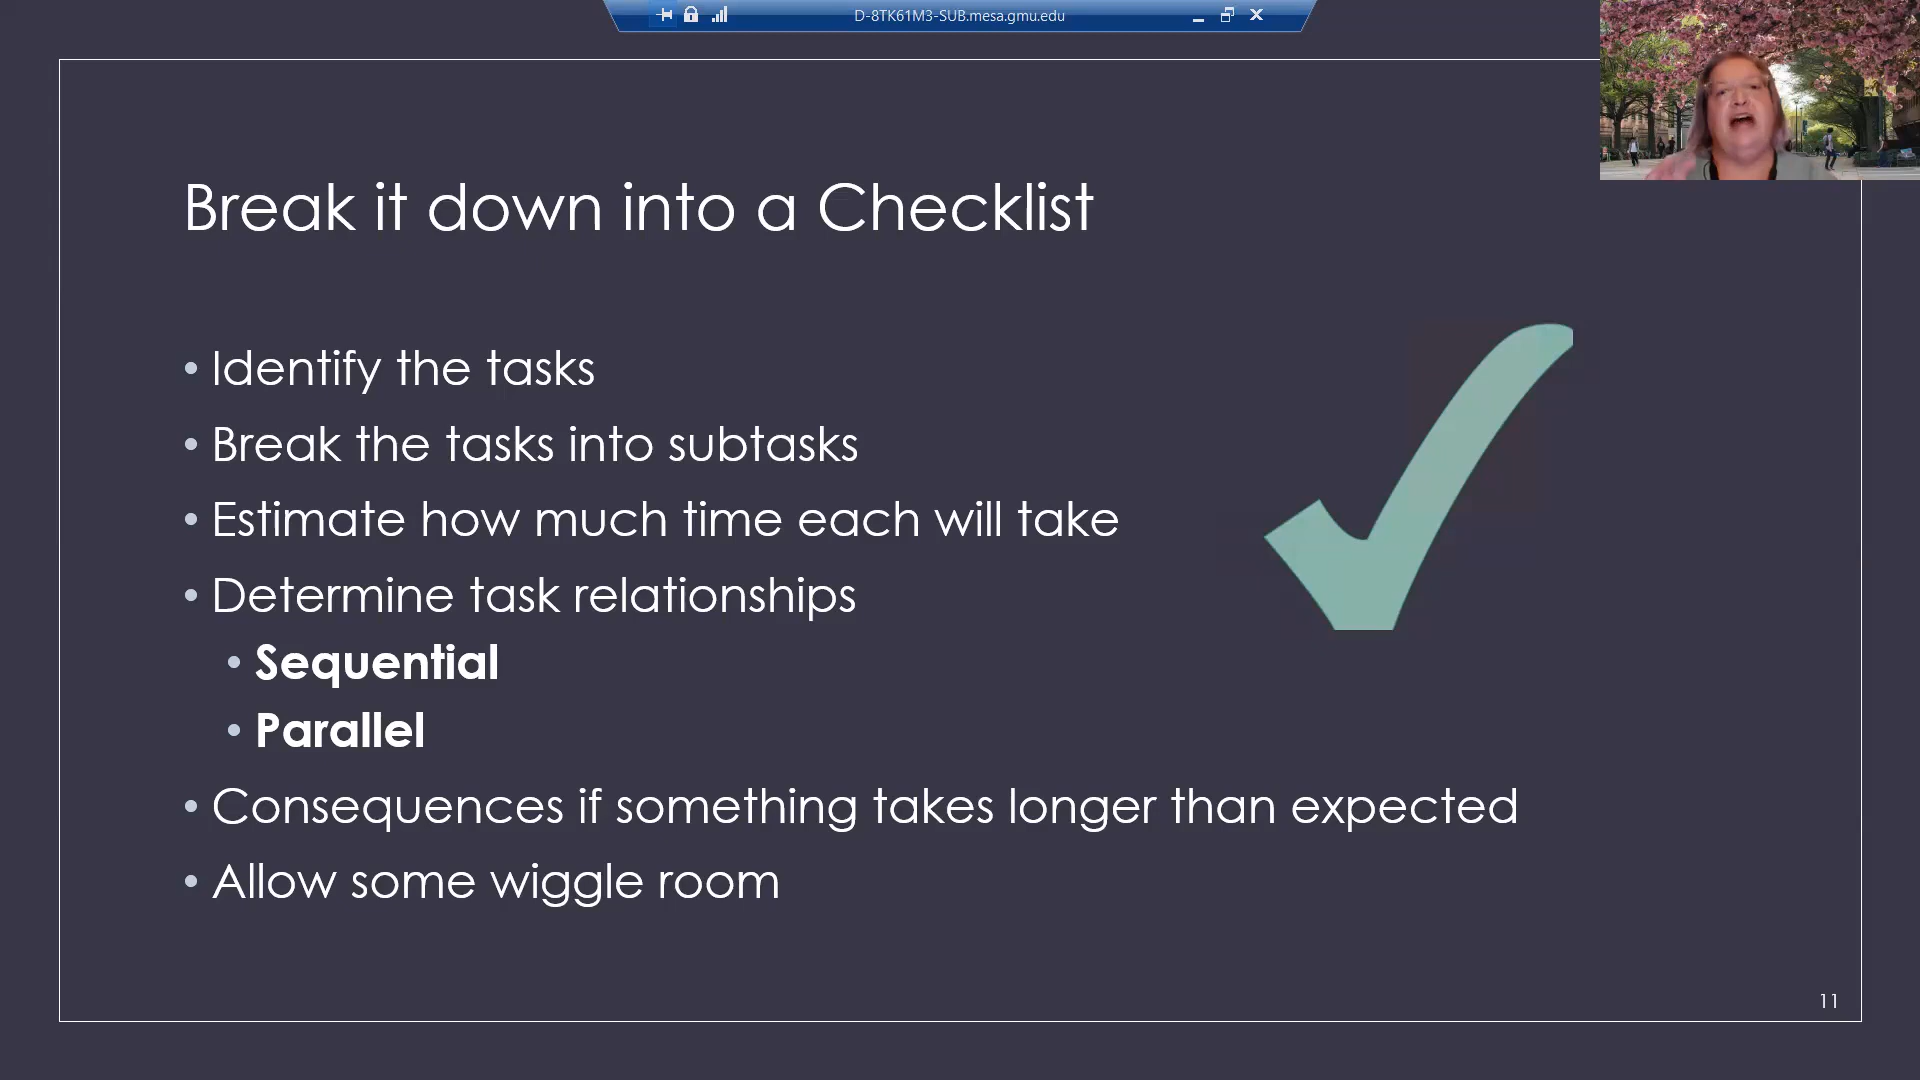 D-8TK61M3-SUB.mesa.gmu.edu
Break it down into a Checklist
• Identify the tasks
• Break the tasks into subtasks
• Estimate how much time each will take
• Determine task relationships
• Sequential
• Parallel
• Consequences if something takes longer than expected
• Allow some wiggle room
11